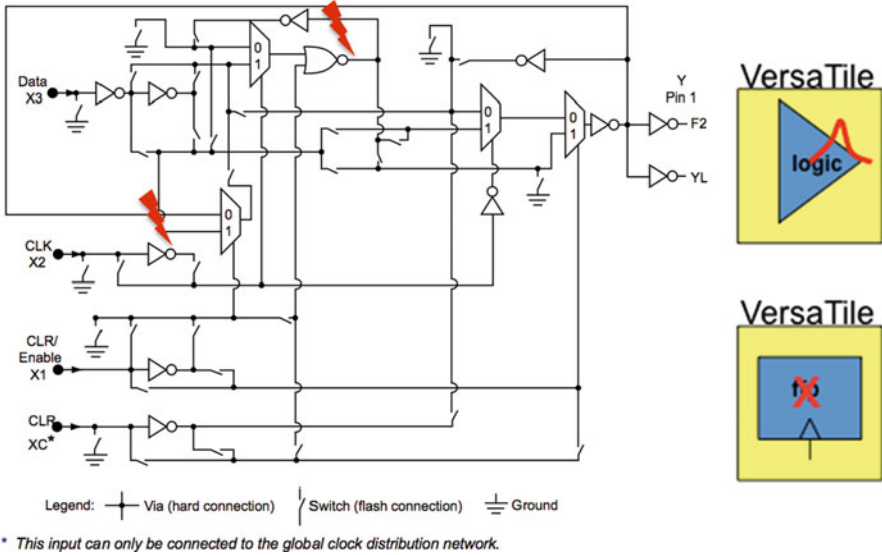 Data
X3
CLK
X2
CLR/
Enable
X1
CLR
XC*
0
1
0
1
0
1
0
1
Y
Pin 1
F2
YL
VersaTile
logic
VersaTile
X
Legend: Via (hard connection) Switch (flash connection) Ground
* This input can only be connected to the global clock distribution network.